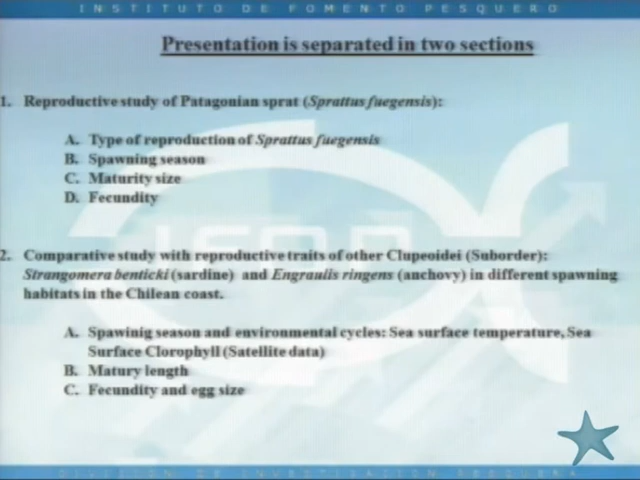 INSTITUTO DE FOMENTO PESQUERO
Presentation is separated in two sections
1. Reproductive study of Patagonian sprat (Sprattus fuegensis):
A. Type of reproduction of Sprattus fuegensis
B. Spawning season
C. Maturity size
D. Fecundity
IFOP
2. Comparative study with reproductive traits of other Clupeoidei (Suborder):
Strangomera benticki (sardine) and Engraulis ringens (anchovy) in different spawning
habitats in the Chilean coast.
A. Spawinig season and environmental cycles: Sea surface temperature, Sea
Surface Clorophyll (Satellite data)
B. Matury length
C. Fecundity and egg size
DIVISION DE INVESTIGACION PESQUERA